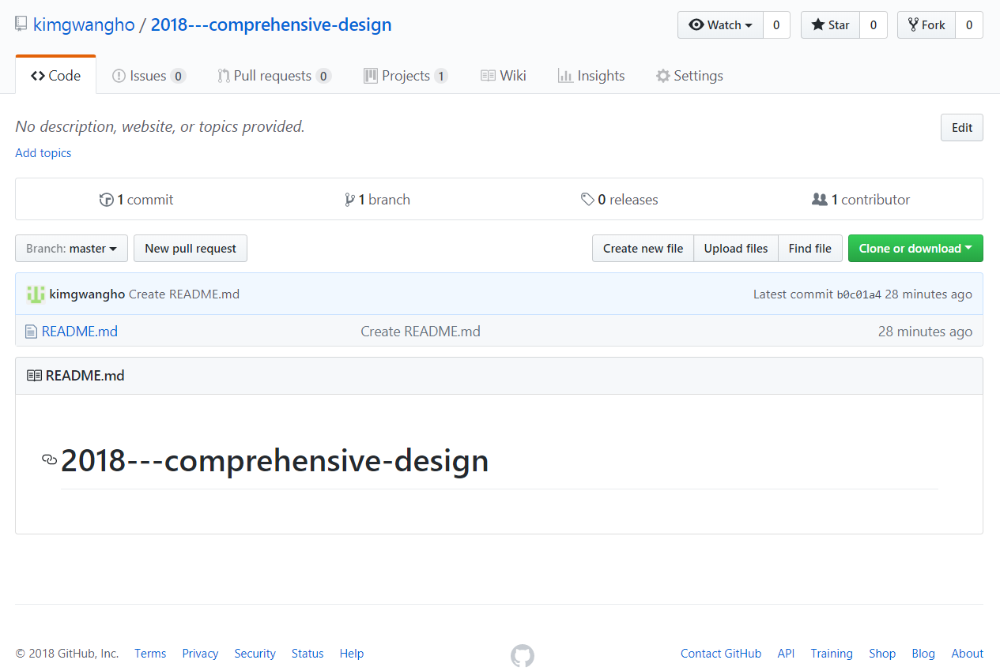 kimgwangho / 2018---comprehensive-design Watch 0 Star 0 Fork 0
Code Issues 0 Pull requests 0 Projects 1 Wiki Insights Settings
No description, website, or topics provided. Edit
Add topics
1 commit 1 branch 0 releases 1 contributor
Branch: master New pull request Create new file Upload files Find file Clone or download
kimgwangho Create README.md Latest commit b0c01a4 28 minutes ago
README.md Create README.md 28 minutes ago
README.md
2018---comprehensive-design
© 2018 GitHub, Inc. Terms Privacy Security Status Help Contact GitHub API Training Shop Blog About